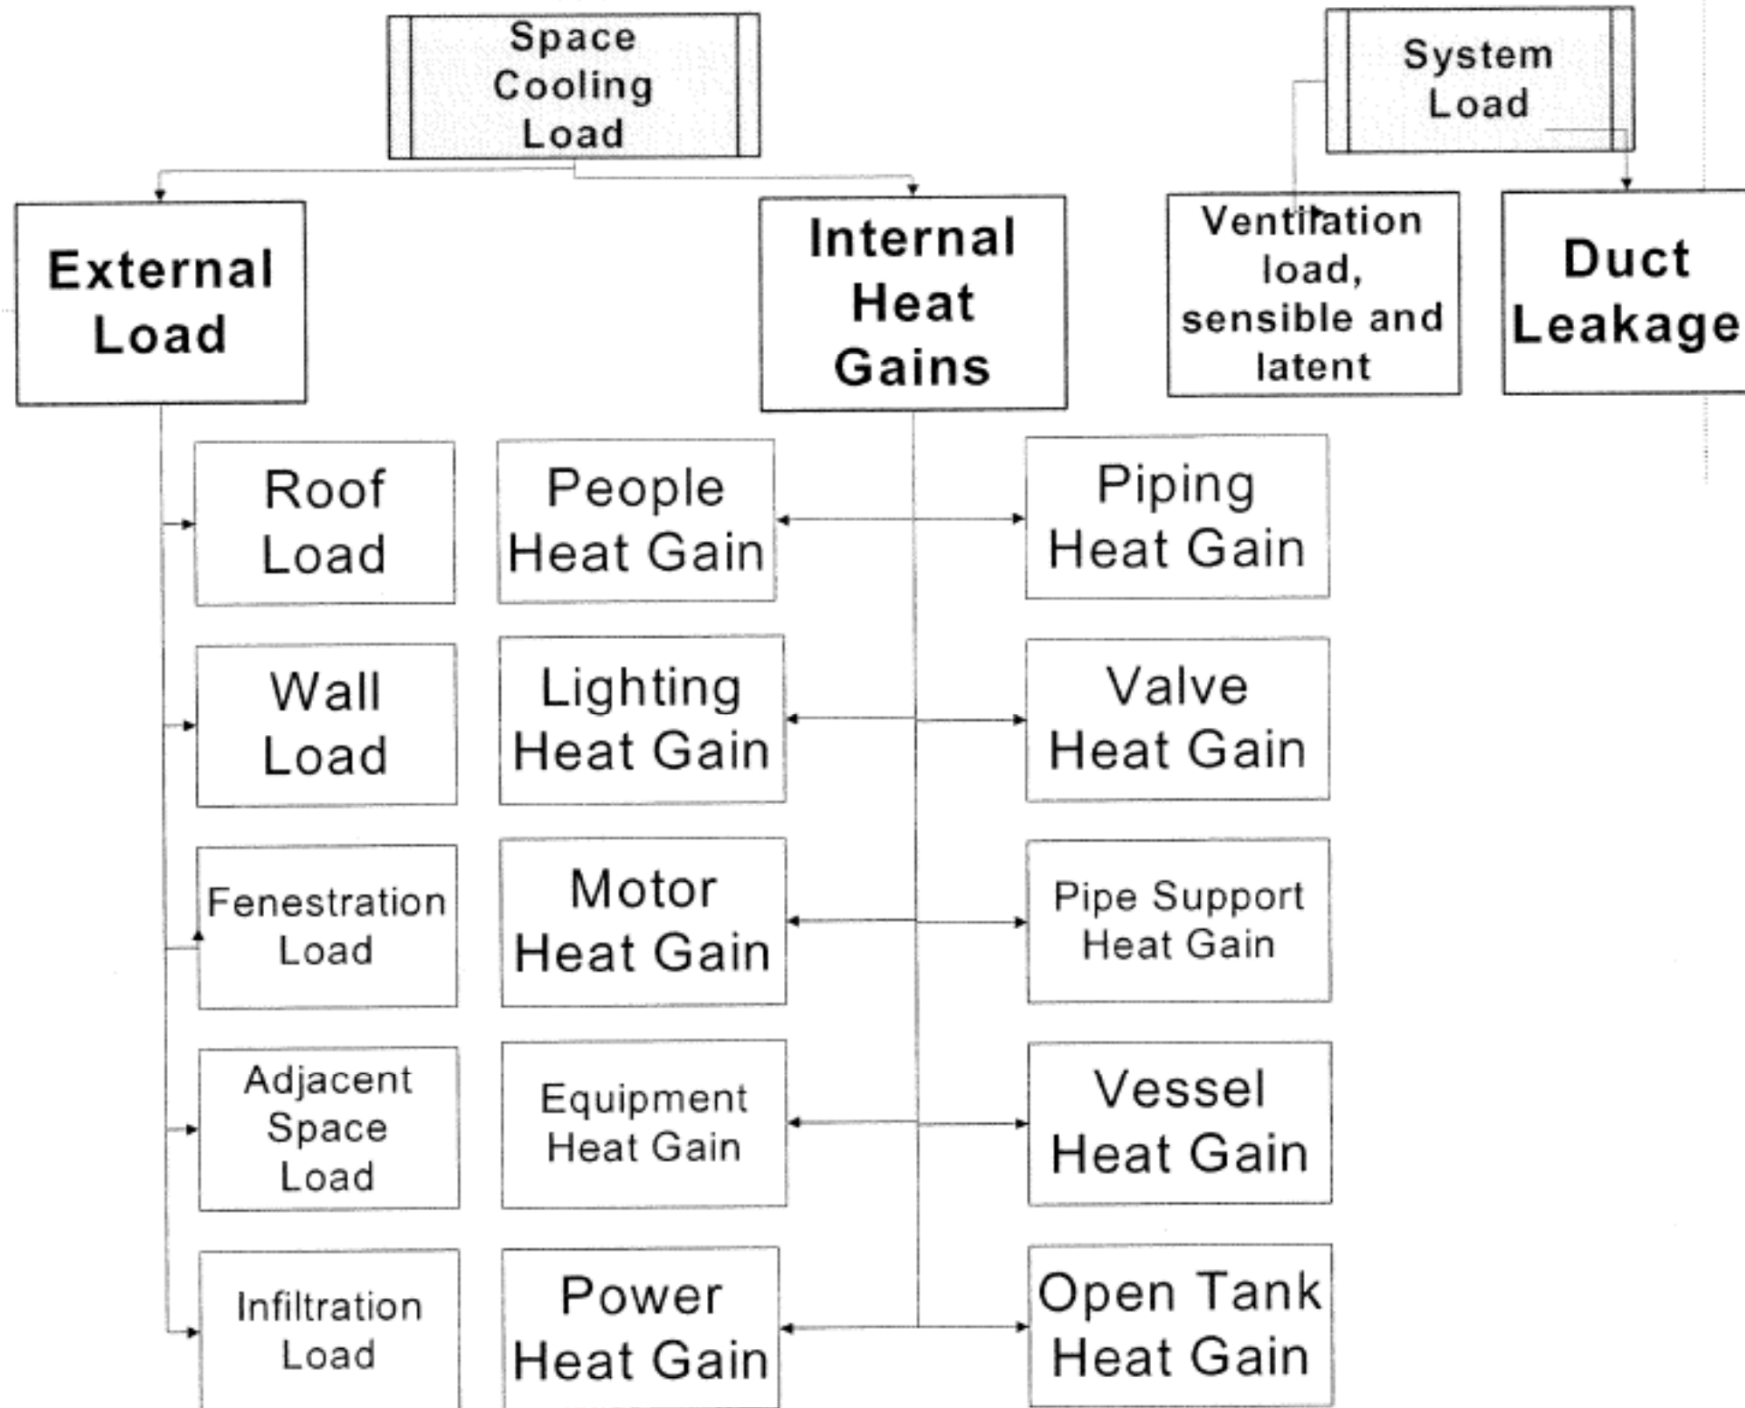 Space
Cooling
Load
System
Load
External
Load
Internal
Heat
Gains
Ventilation
load,
sensible and
latent
Duct
Leakage
Roof
Load
People
Heat Gain
Piping
Heat Gain
Wall
Load
Lighting
Heat Gain
Valve
Heat Gain
Fenestration
Load
Motor
Heat Gain
Pipe Support
Heat Gain
Adjacent
Space
Load
Equipment
Heat Gain
Vessel
Heat Gain
Infiltration
Load
Power
Heat Gain
Open Tank
Heat Gain